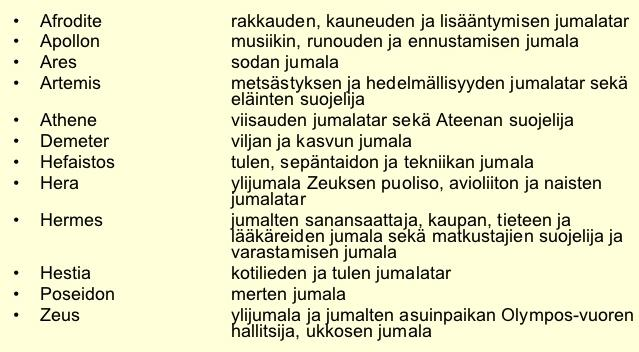 • Afrodite rakkauden, kauneuden ja lisääntymisen jumalatar
• Apollon musiikin, runouden ja ennustamisen jumala
• Ares sodan jumala
• Artemis metsästyksen ja hedelmällisyyden jumalatar sekä
eläinten suojelija
• Athene viisauden jumalatar sekä Ateenan suojelija
• Demeter viljan ja kasvun jumala
• Hefaistos tulen, sepäntaidon ja tekniikan jumala
• Hera ylijumala Zeuksen puoliso, avioliiton ja naisten
jumalatar
• Hermes jumalten sanansaattaja, kaupan, tieteen ja
lääkäreiden jumala sekä matkustajien suojelija ja
varastamisen jumala
• Hestia kotilieden ja tulen jumalatar
• Poseidon merten jumala
• Zeus ylijumala ja jumalten asuinpaikan Olympos-vuoren
hallitsija, ukkosen jumala